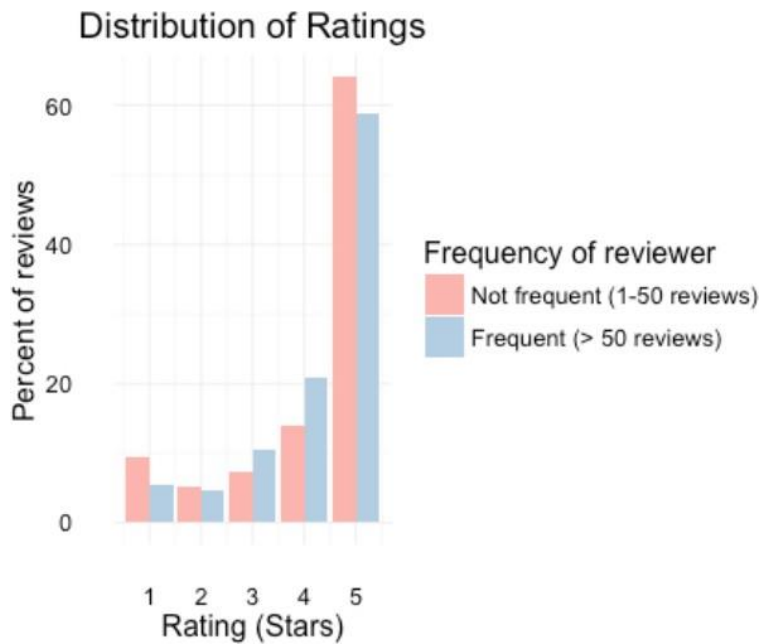 Distribution of Ratings
60
40
20
0
Percent of reviews
1 2 3 4 5
Rating (Stars)
Frequency of reviewer
Not frequent (1-50 reviews)
Frequent (> 50 reviews)